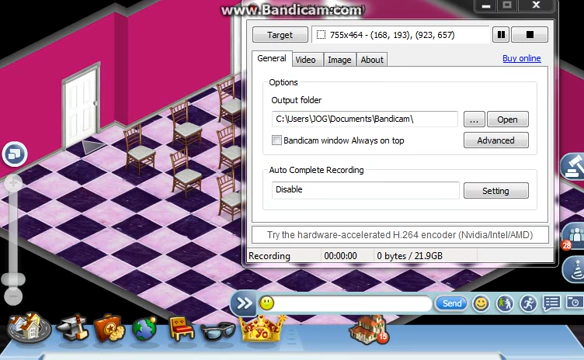 www.Bandicam.com
Target
755x464 - (168, 193), (923, 657)
General
Video
Image
About
Buy online
Options
Output folder
C:\Users\JOG\Documents\Bandicam\
...
Open
Bandicam window Always on top
Advanced
Auto Complete Recording
Disable
Setting
Try the hardware-accelerated H.264 encoder (Nvidia/Intel/AMD)
Recording
00:00:00
0 bytes / 21.9GB
28
Send
15